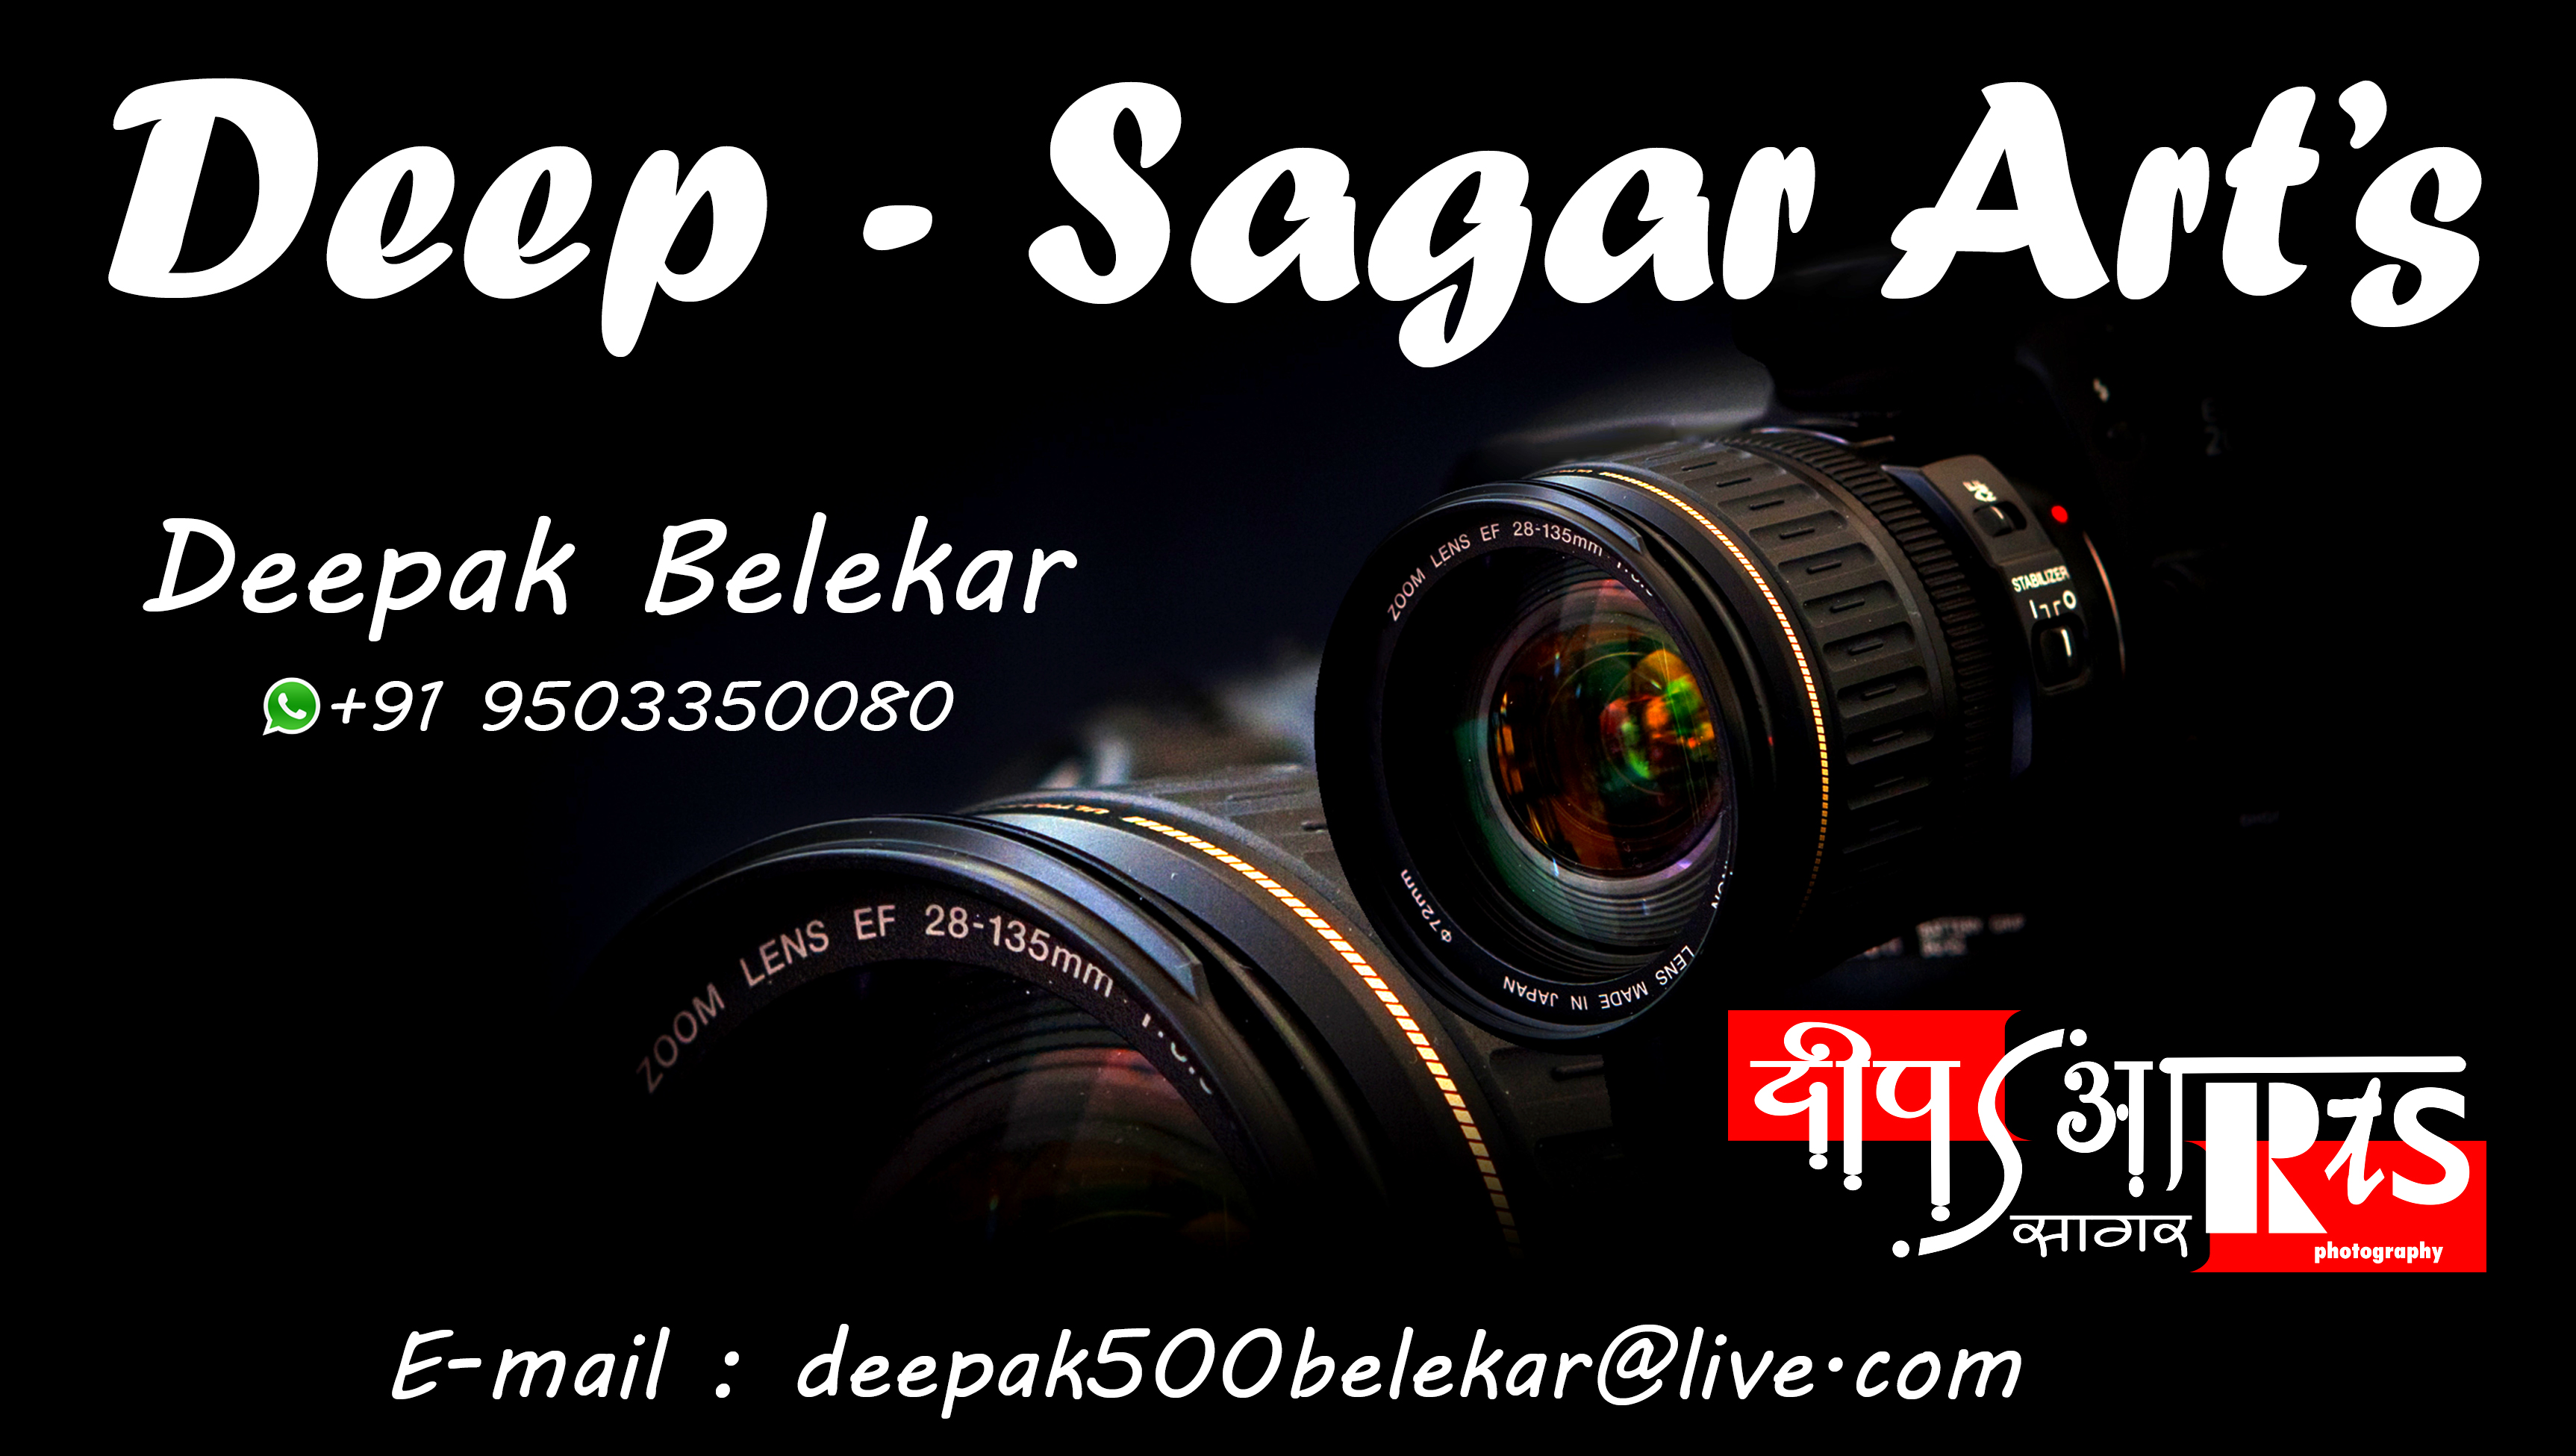 Deep - Sagar Art's
Deepak Belekar
+91 9503350080
ZOOM LENS EF 28-135mm
STABILIZER
ZOOM LENS EF 28-135mm
φ72mm
LENS MADE IN JAPAN
दीप S आRtS
सागर
photography
E-mail : deepak500belekar@live.com